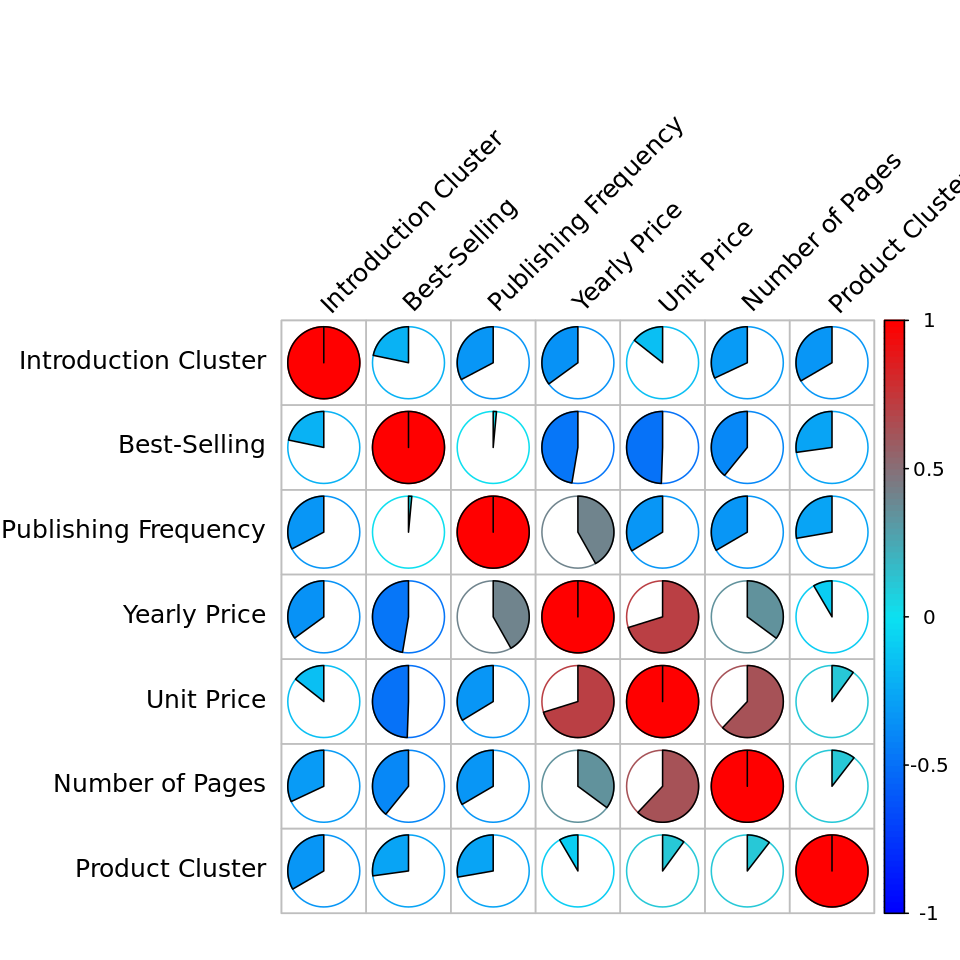 Introduction Cluster
Best-Selling
Publishing Frequency
Yearly Price
Unit Price
Number of Pages
Product Cluster
Introduction Cluster
Best-Selling
Publishing Frequency
Yearly Price
Unit Price
Number of Pages
Product Cluster
1
0.5
0
-0.5
-1